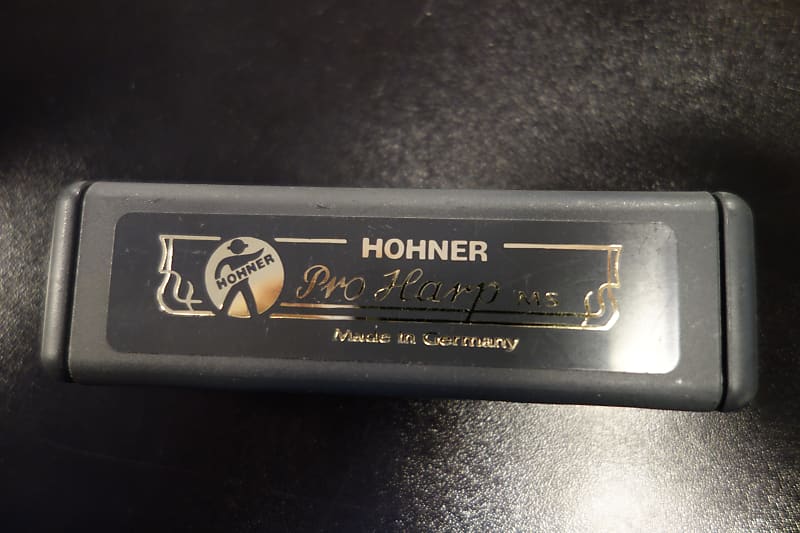 HOHNER
HOHNER
Pro Harp MS
Made in Germany